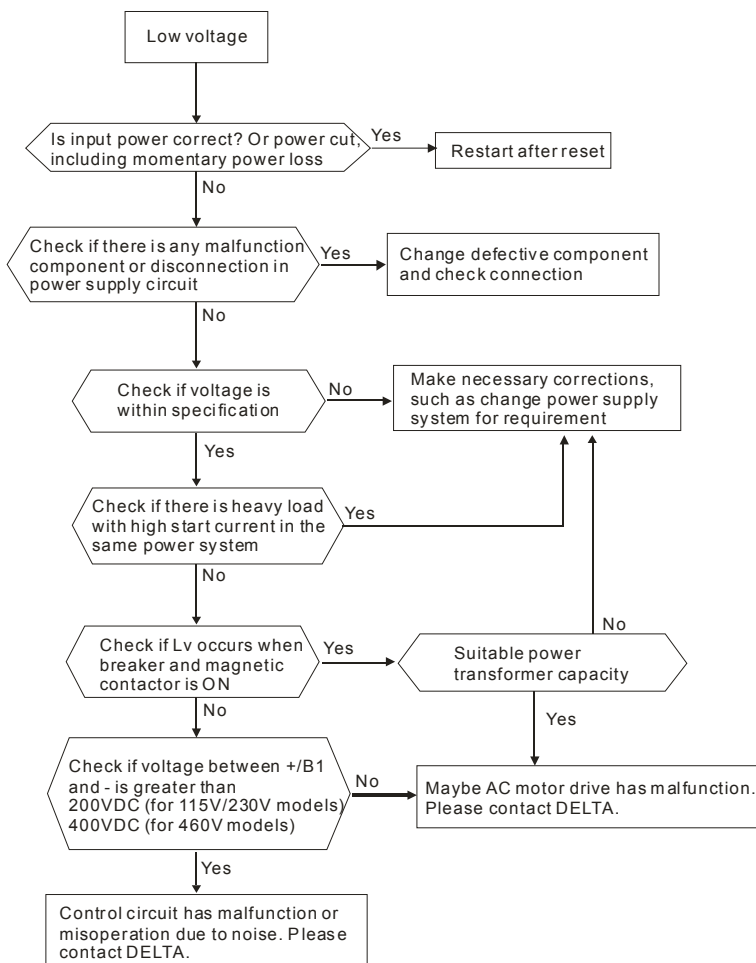 Low voltage
Is input power correct? Or power cut,
including momentary power loss
Yes
Restart after reset
No
Check if there is any malfunction
component or disconnection in
power supply circuit
Yes
Change defective component
and check connection
No
Check if voltage is
within specification
No
Make necessary corrections,
such as change power supply
system for requirement
Yes
Check if there is heavy load
with high start current in the
same power system
Yes
No
Check if Lv occurs when
breaker and magnetic
contactor is ON
Yes
Suitable power
transformer capacity
No
No
Yes
Check if voltage between +/B1
and - is greater than
200VDC (for 115V/230V models)
400VDC (for 460V models)
No
Maybe AC motor drive has malfunction.
Please contact DELTA.
Yes
Control circuit has malfunction or
misoperation due to noise. Please
contact DELTA.